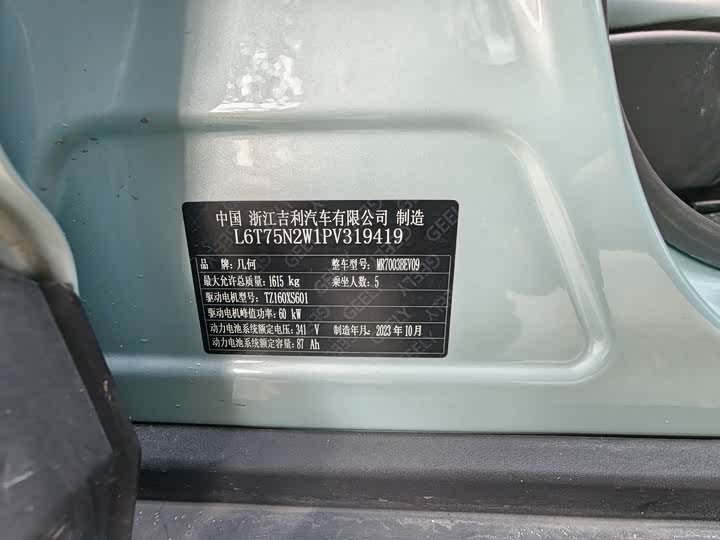 中国 浙江吉利汽车有限公司 制造
L6T75N2W1PV319419
品 牌:几何 整车型号:MR7003BEV09
最大允许总质量:1615 kg 乘坐人数:5
驱动电机型号:TZ160XS601
驱动电机峰值功率:60 kW
动力电池系统额定电压:341 V 制造年月:2023 年 10月
动力电池系统额定容量:87 Ah